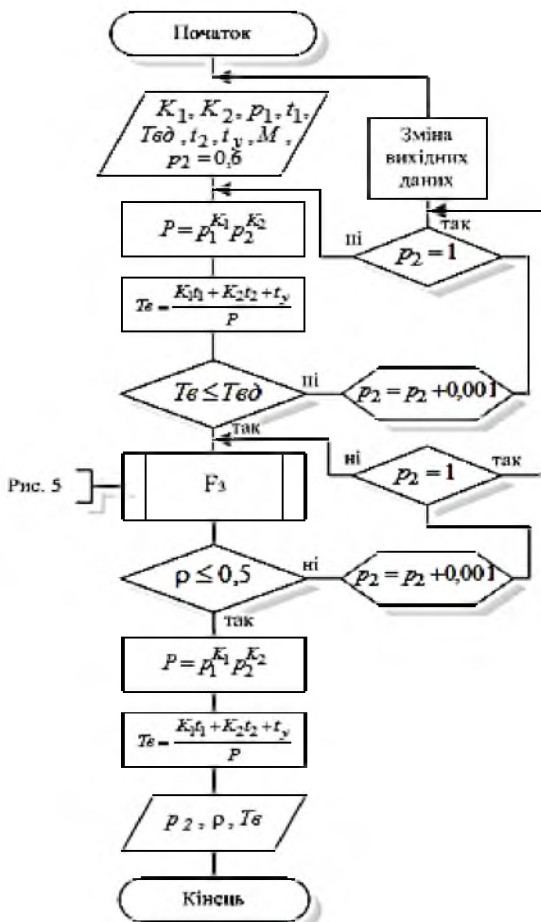 Початок
K₁, K₂, p₁, t₁,
Tвд, t₂, tᵧ, M,
p₂ = 0,6
Зміна
вихідних
даних
P = p₁^K₁ p₂^K₂
ні
p₂ = 1
так
Tв = (K₁t₁ + K₂t₂ + tᵧ) / P
Tв ≤ Tвд
ні
p₂ = p₂ + 0,001
так
Рис. 5
F₃
ні
p₂ = 1
так
ρ ≤ 0,5
ні
p₂ = p₂ + 0,001
так
P = p₁^K₁ p₂^K₂
Tв = (K₁t₁ + K₂t₂ + tᵧ) / P
p₂, ρ, Tв
Кінець